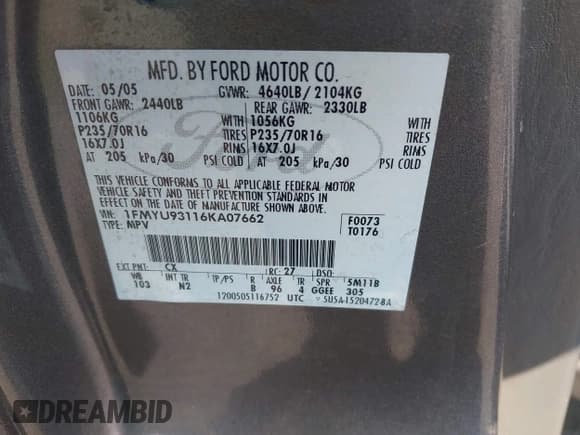 MFD. BY FORD MOTOR CO.
DATE: 05/05 GVWR: 4640LB/ 2104KG
FRONT GAWR: 2440LB REAR GAWR: 2330LB
1106KG WITH 1056KG WITH
P235/70R16 TIRES P235/70R16 TIRES
16X7.0J RIMS 16X7.0J RIMS
AT 205 kPa/30 PSI COLD AT 205 kPa/30 PSI COLD
THIS VEHICLE CONFORMS TO ALL APPLICABLE FEDERAL MOTOR
VEHICLE SAFETY AND THEFT PREVENTION STANDARDS IN
EFFECT ON THE DATE OF MANUFACTURE SHOWN ABOVE.
VIN: 1FMYU93116KA07662 F0073
TYPE: MPV T0176
Ford
EXT PNT: CX RC: 27 DSO:
WB INT TR TP/PS R AXLE TR SPR 5M11B
103 N2 B 96 4 GGEE 305
1200505116752 UTC 5U5A-1520472-BA
DREAMBID